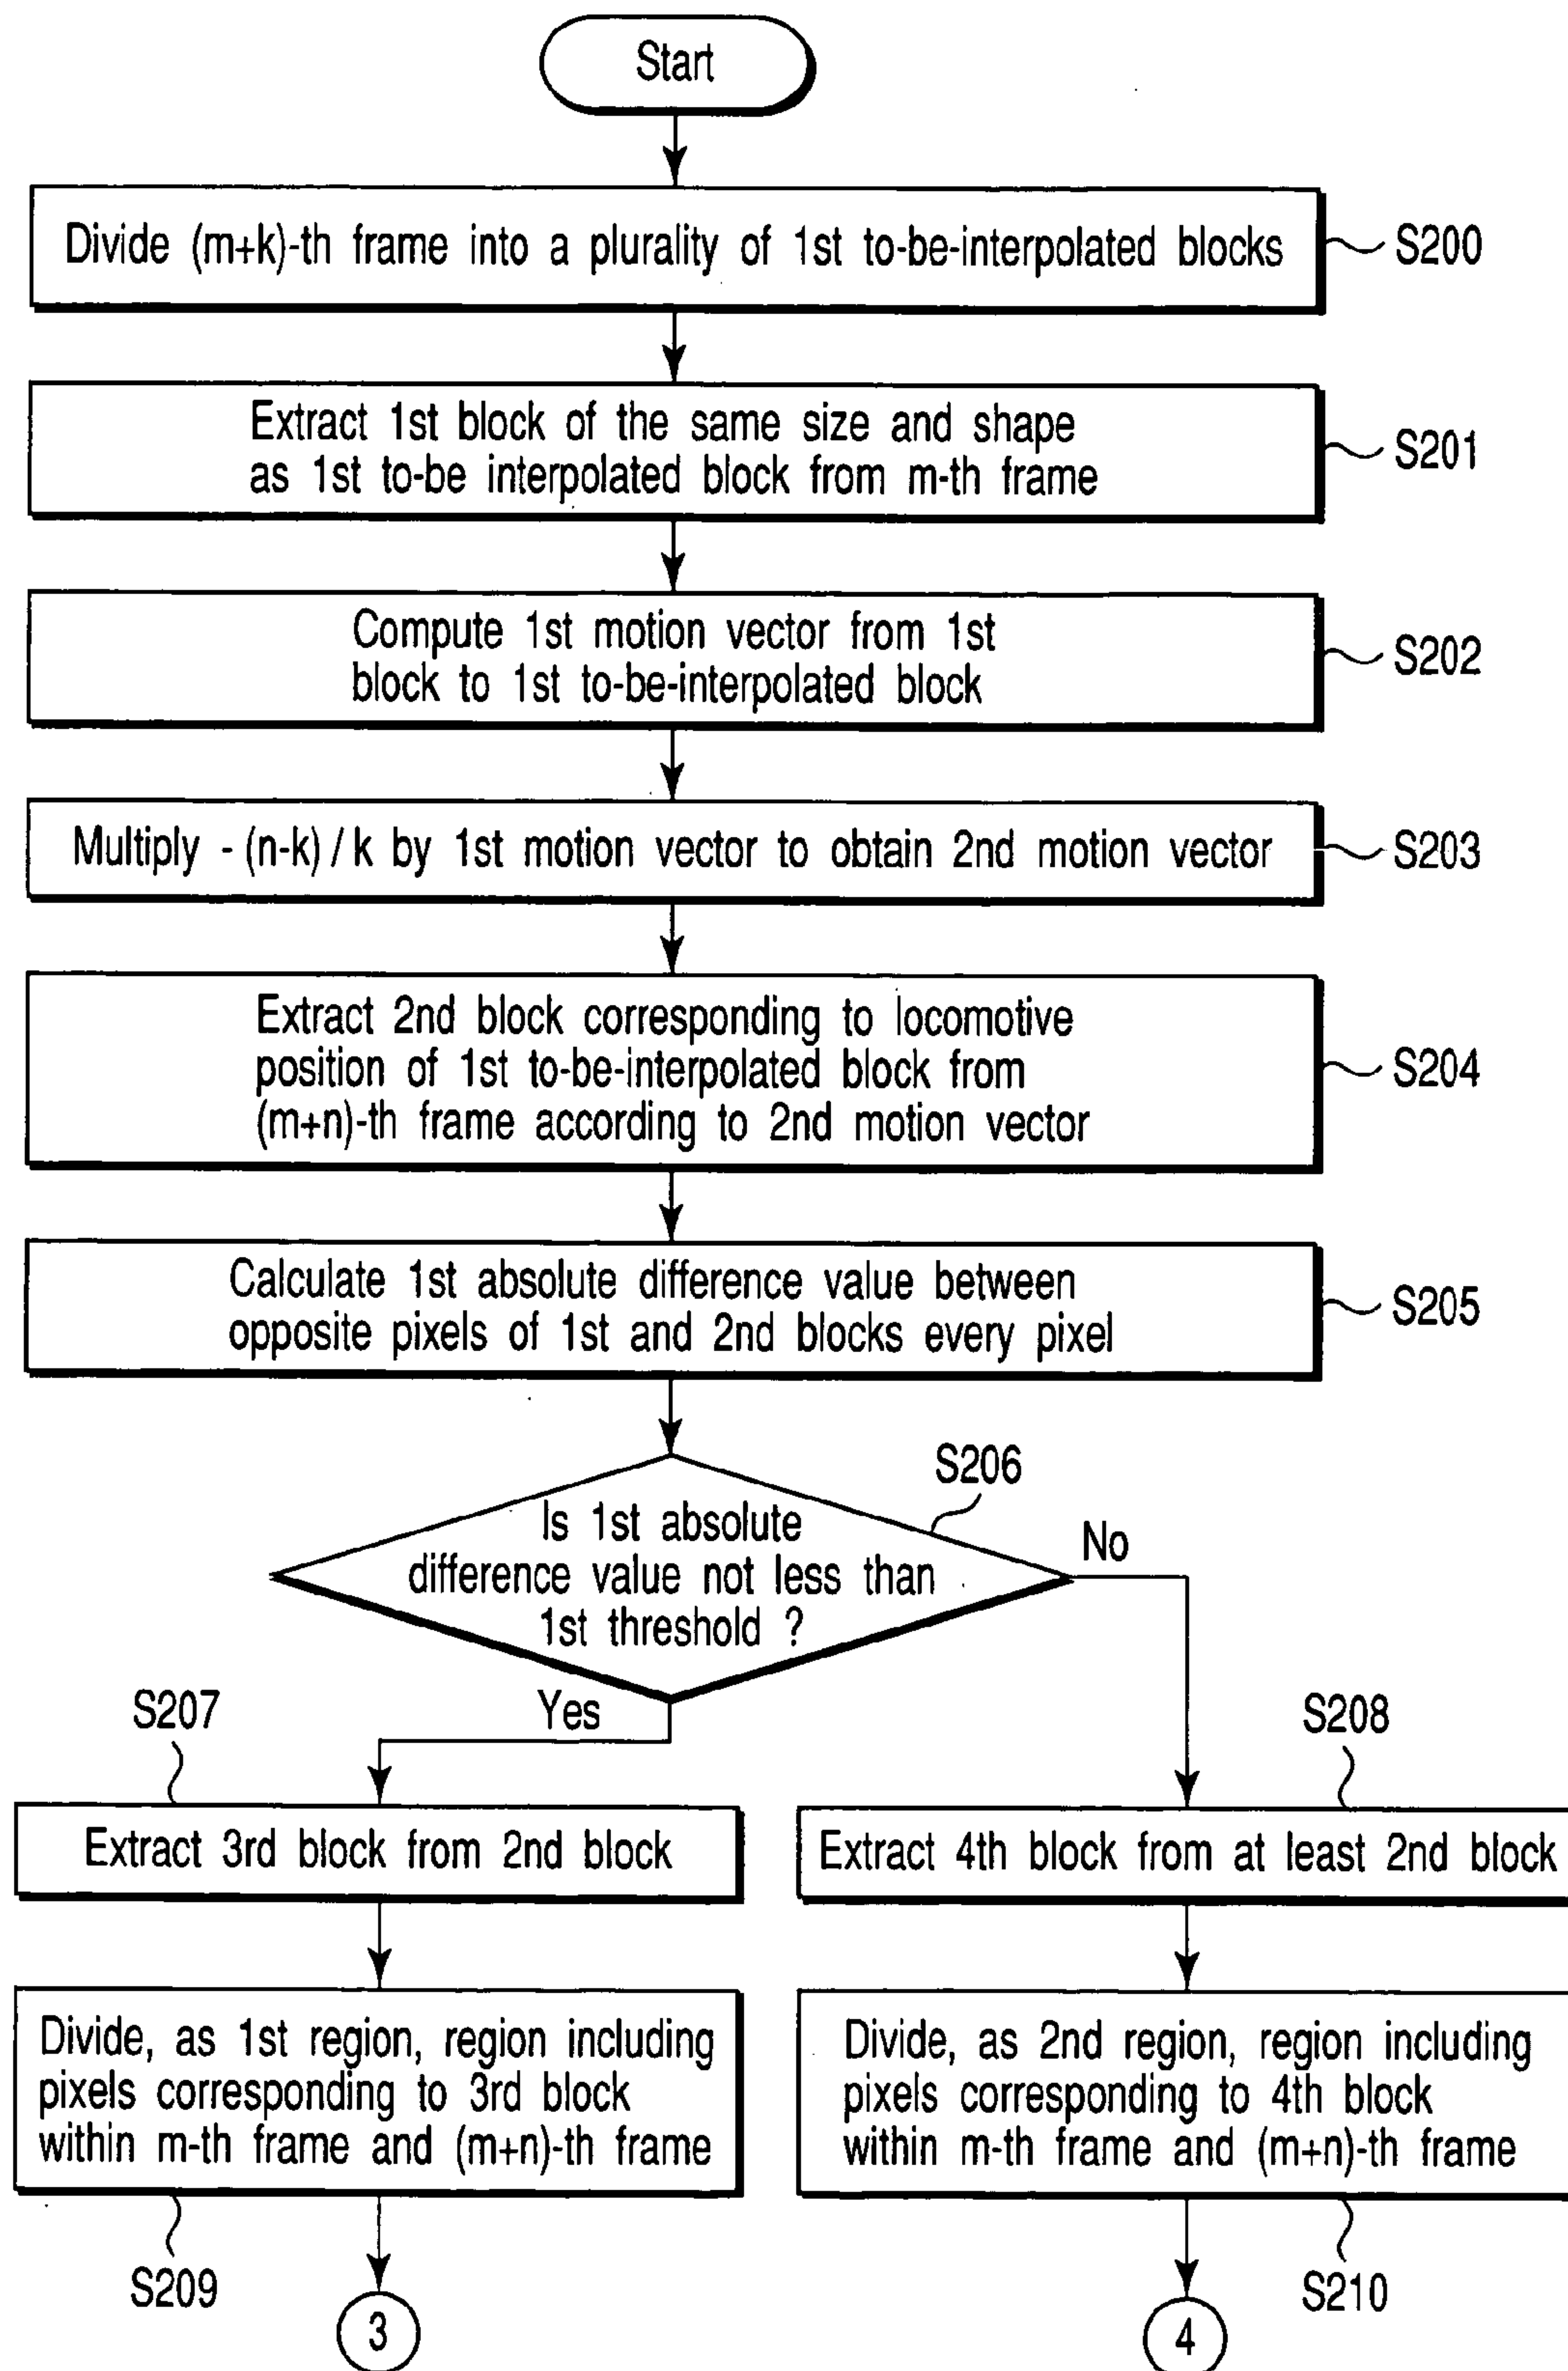 Start
Divide (m+k)-th frame into a plurality of 1st to-be-interpolated blocks
S200
Extract 1st block of the same size and shape
as 1st to-be interpolated block from m-th frame
S201
Compute 1st motion vector from 1st
block to 1st to-be-interpolated block
S202
Multiply - (n-k) / k by 1st motion vector to obtain 2nd motion vector
S203
Extract 2nd block corresponding to locomotive
position of 1st to-be-interpolated block from
(m+n)-th frame according to 2nd motion vector
S204
Calculate 1st absolute difference value between
opposite pixels of 1st and 2nd blocks every pixel
S205
S206
Is 1st absolute
difference value not less than
1st threshold ?
No
Yes
S207
S208
Extract 3rd block from 2nd block
Extract 4th block from at least 2nd block
Divide, as 1st region, region including
pixels corresponding to 3rd block
within m-th frame and (m+n)-th frame
Divide, as 2nd region, region including
pixels corresponding to 4th block
within m-th frame and (m+n)-th frame
S209
S210
3
4